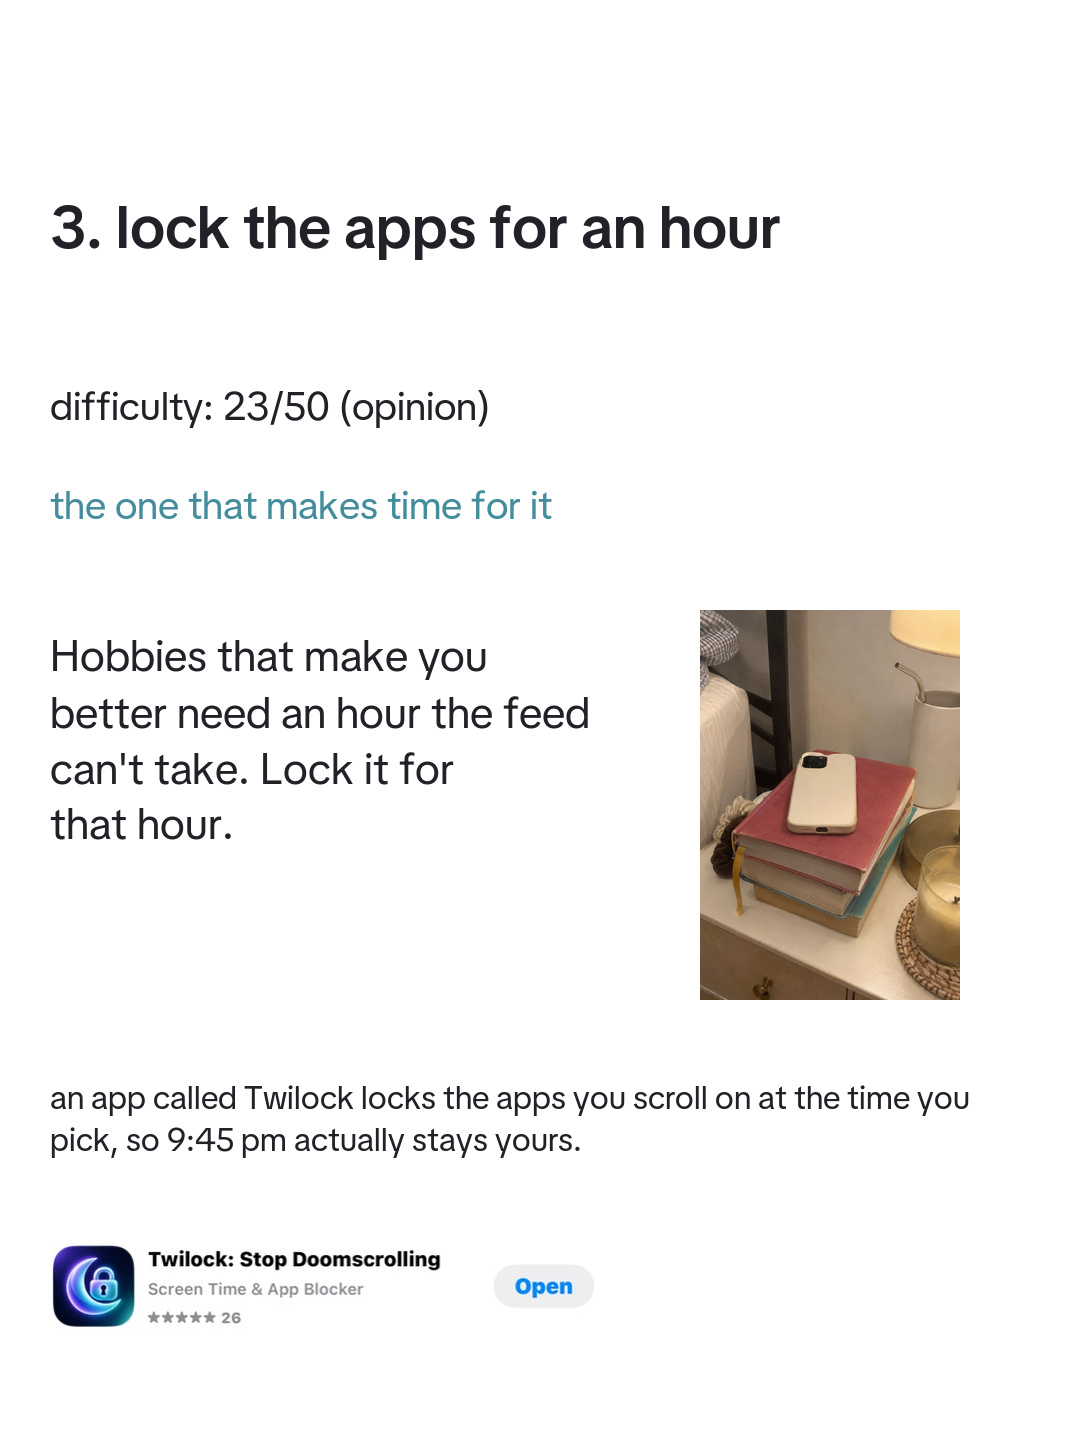 3. lock the apps for an hour
difficulty: 23/50 (opinion)
the one that makes time for it
Hobbies that make you
better need an hour the feed
can't take. Lock it for
that hour.
an app called Twilock locks the apps you scroll on at the time you
pick, so 9:45 pm actually stays yours.
Twilock: Stop Doomscrolling
Screen Time & App Blocker
★★★★★ 26
Open